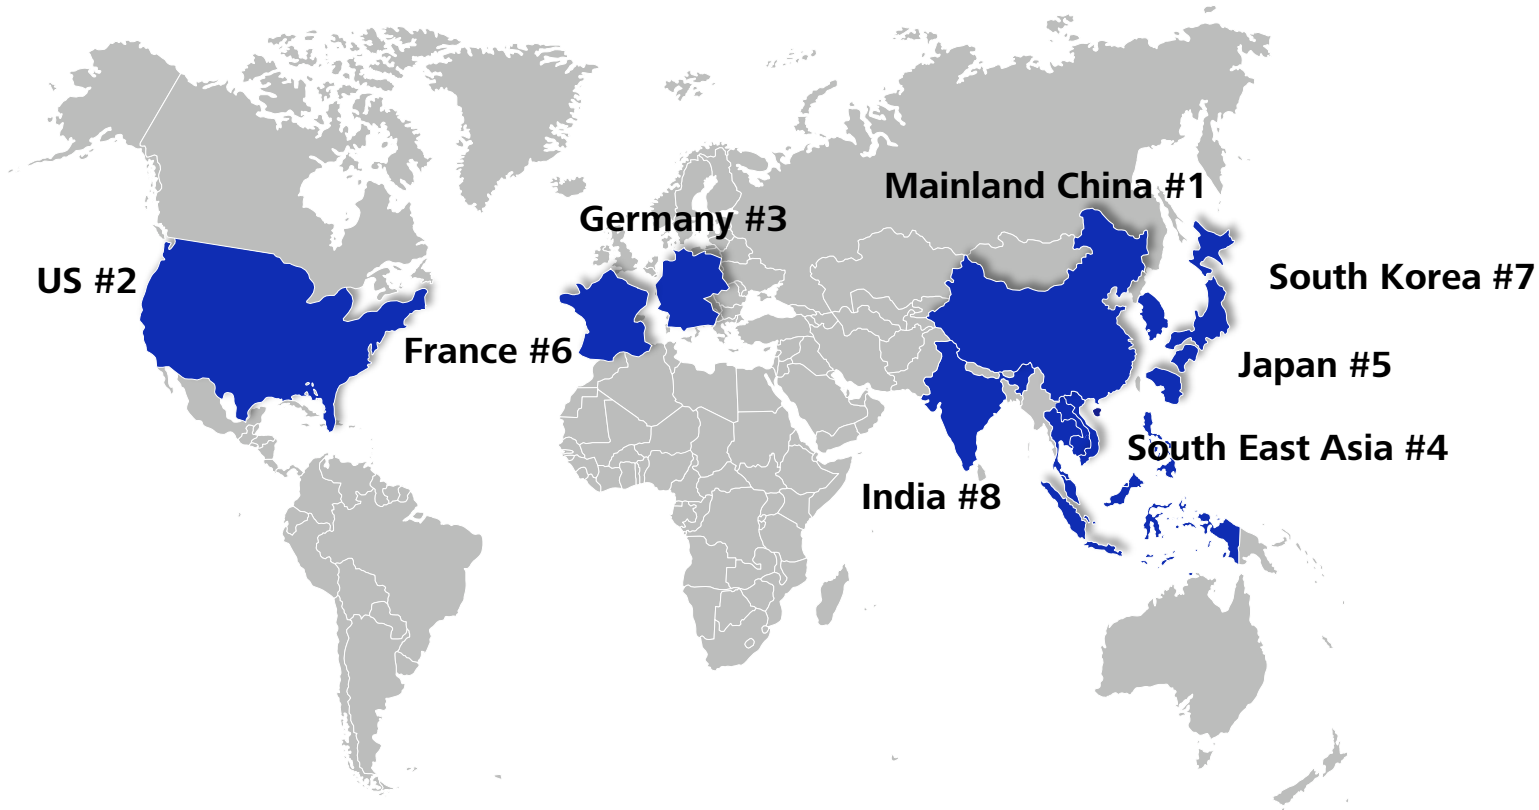 Mainland China #1
Germany #3
US #2
South Korea #7
France #6
Japan #5
South East Asia #4
India #8